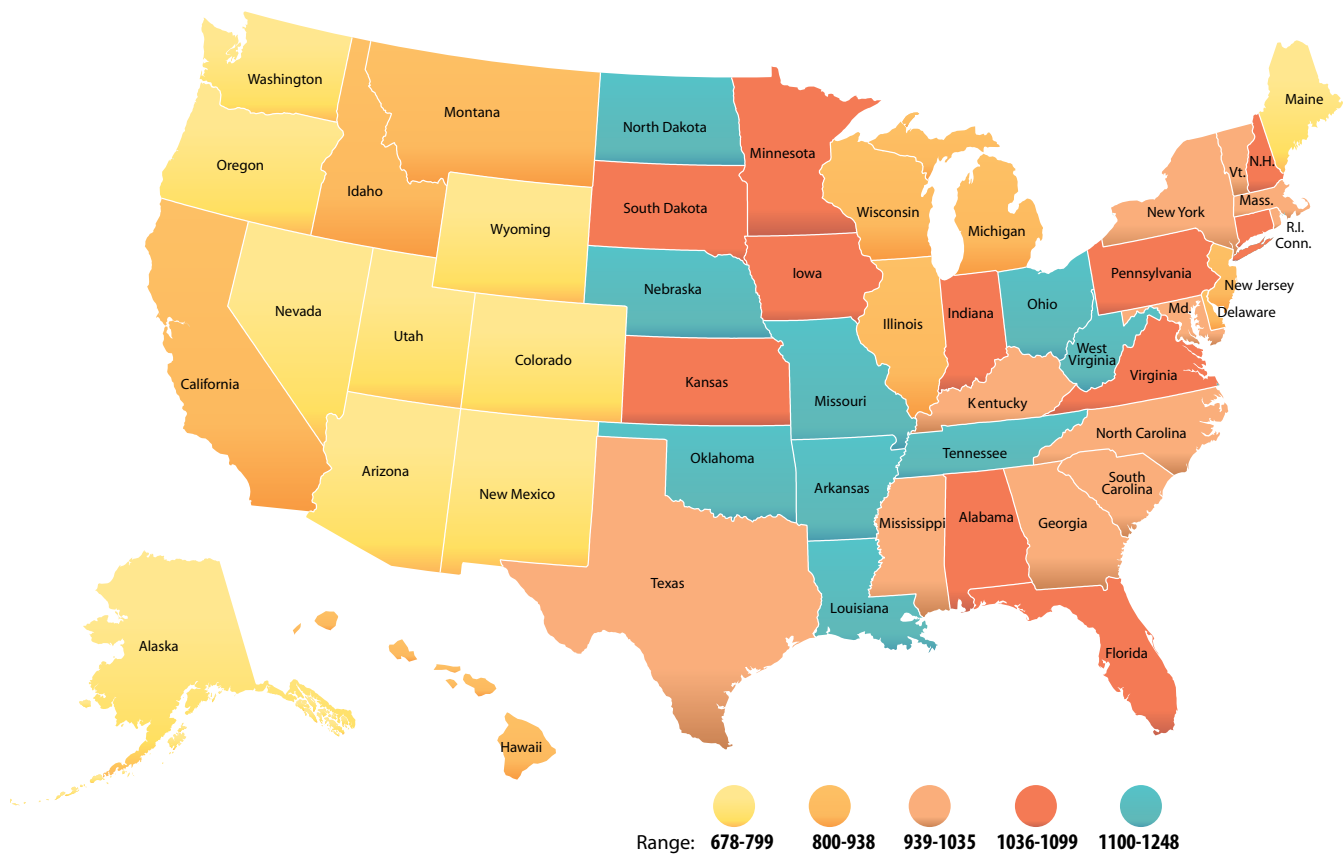 Washington
Montana
Maine
North Dakota
Minnesota
Oregon
Idaho
N.H.
Vt.
Wisconsin
Michigan
New York
Mass.
South Dakota
Wyoming
R.I.
Conn.
Iowa
Pennsylvania
Nebraska
New Jersey
Nevada
Utah
Illinois
Indiana
Ohio
Md.
Delaware
Colorado
West
Virginia
Virginia
California
Kansas
Missouri
Kentucky
North Carolina
Tennessee
Oklahoma
Arizona
New Mexico
Arkansas
South
Carolina
Mississippi
Alabama
Georgia
Texas
Louisiana
Alaska
Florida
Hawaii
Range: 678-799 800-938 939-1035 1036-1099 1100-1248